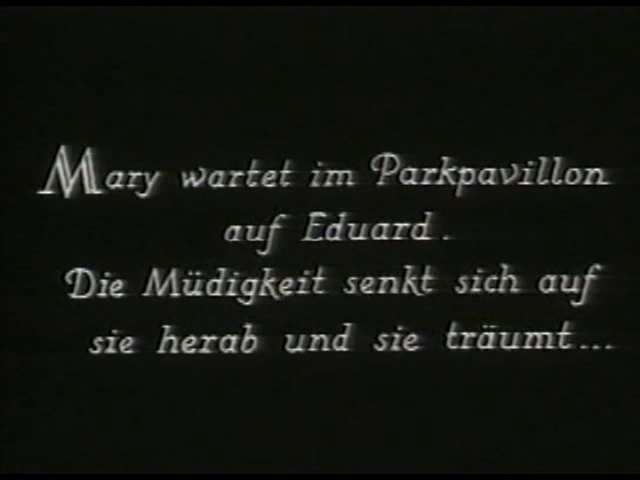 Mary wartet im Parkpavillon
auf Eduard.
Die Müdigkeit senkt sich auf
sie herab und sie träumt...